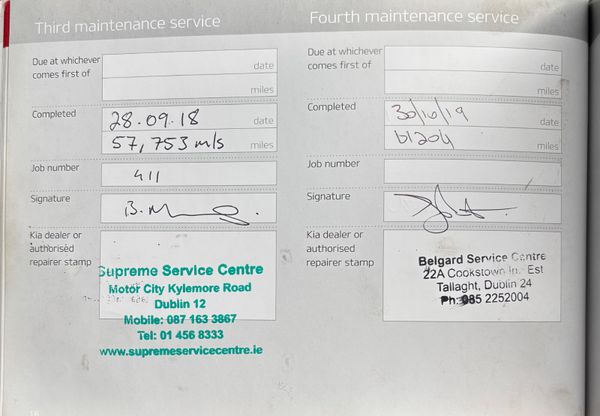 Third maintenance service
Due at whichever
comes first of
date
miles
Completed
28.09.18
date
57,753 m/s
miles
Job number
411
Signature
Kia dealer or
authorised
repairer stamp
Supreme Service Centre
Motor City Kylemore Road
Dublin 12
Mobile: 087 163 3867
Tel: 01 456 8333
www.supremeservicecentre.ie
Fourth maintenance service
Due at whichever
comes first of
date
miles
Completed
30/10/19
date
61204
miles
Job number
Signature
Kia dealer or
authorised
repairer stamp
Belgard Service Centre
22A Cookstown In. Est
Tallaght, Dublin 24
Ph: 085 2252004
16